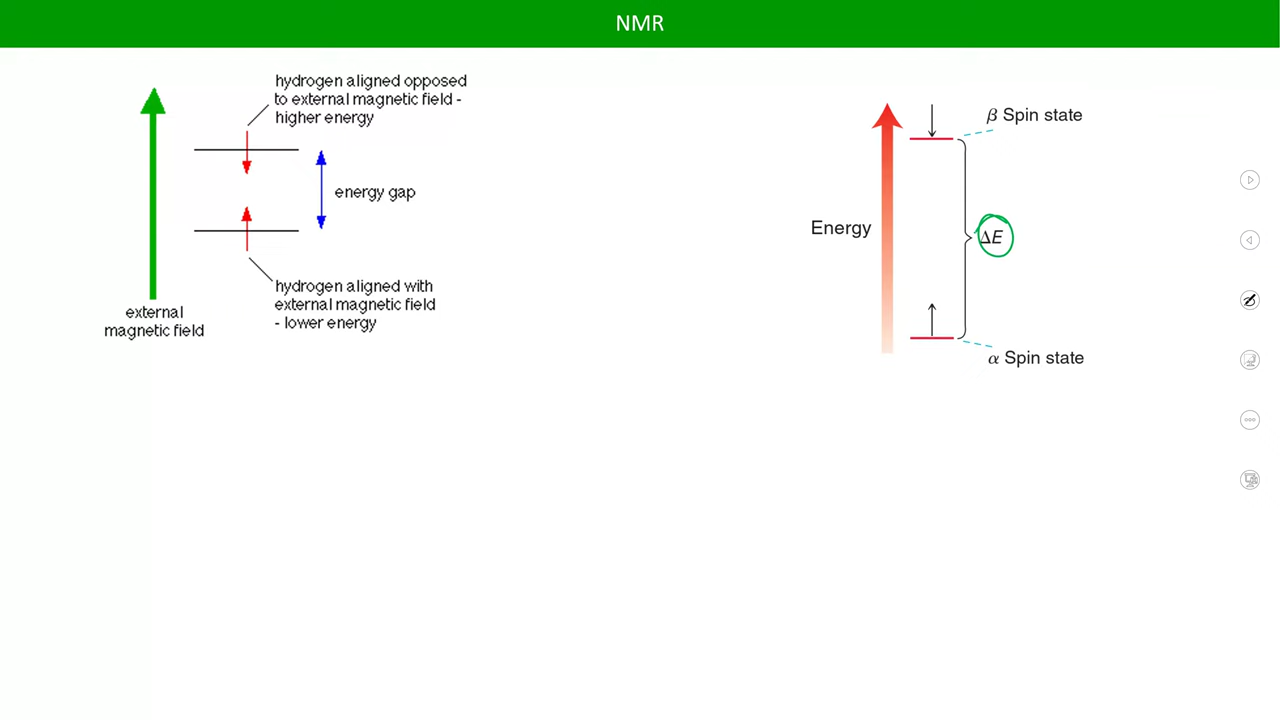 NMR
hydrogen aligned opposed
to external magnetic field -
higher energy
energy gap
hydrogen aligned with
external magnetic field
- lower energy
external
magnetic field
β Spin state
Energy
ΔE
α Spin state